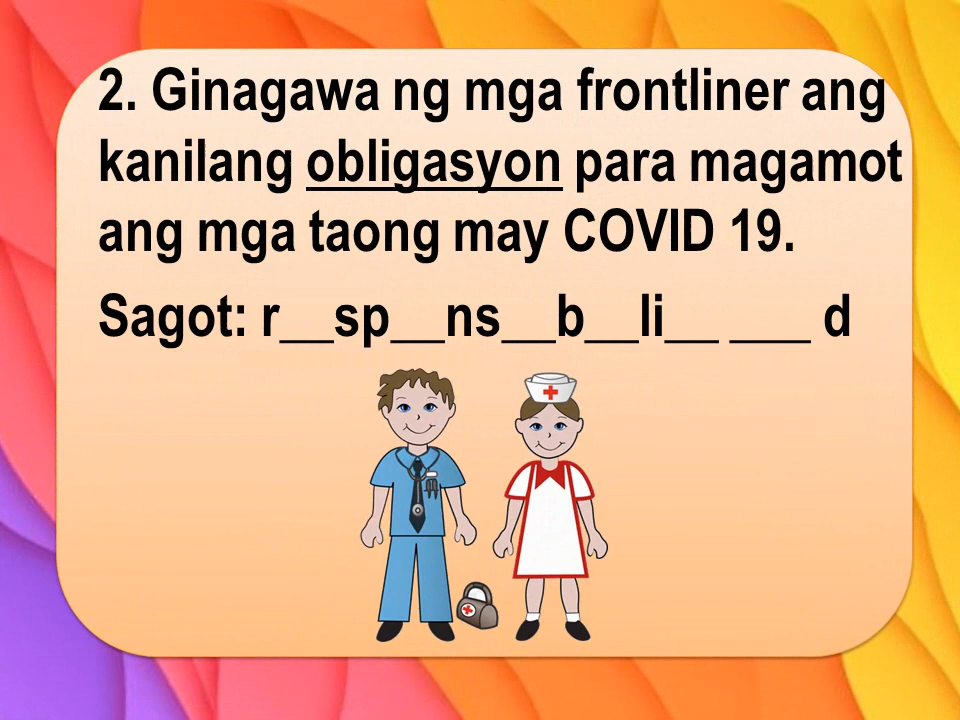 2. Ginagawa ng mga frontliner ang
kanilang obligasyon para magamot
ang mga taong may COVID 19.
Sagot: r__sp__ns__b__li__ ___ d